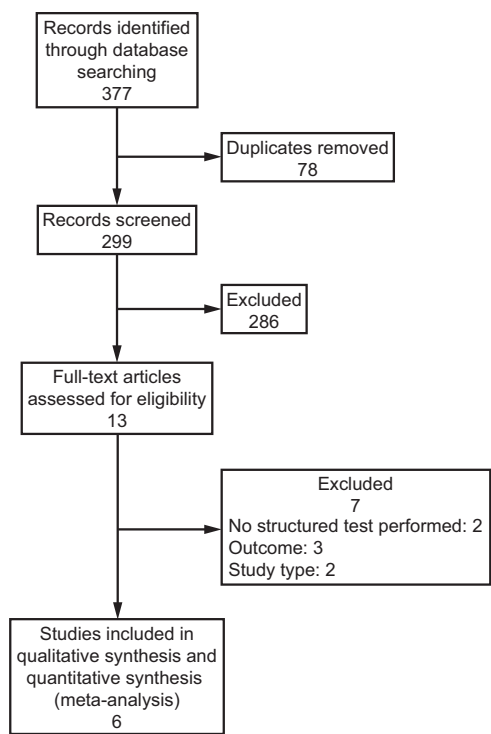 Records identified
through database
searching
377
Duplicates removed
78
Records screened
299
Excluded
286
Full-text articles
assessed for eligibility
13
Excluded
7
No structured test performed: 2
Outcome: 3
Study type: 2
Studies included in
qualitative synthesis and
quantitative synthesis
(meta-analysis)
6